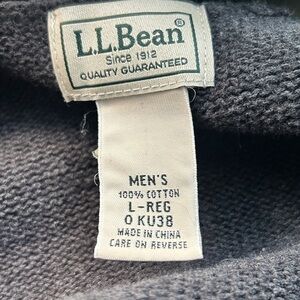 L.L.Bean®
Since 1912
QUALITY GUARANTEED
MEN'S
100% COTTON
L-REG
0 KU38
MADE IN CHINA
CARE ON REVERSE